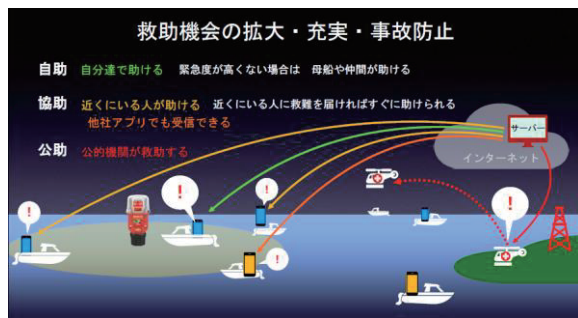 救助機会の拡大・充実・事故防止
自助 自分達で助ける 緊急度が高くない場合は 母船や仲間が助ける
協助 近くにいる人が助ける 近くにいる人に救難を届ければすぐに助けられる
他社アプリでも受信できる
公助 公的機関が救助する
サーバー
インターネット
!
!
!
!
!